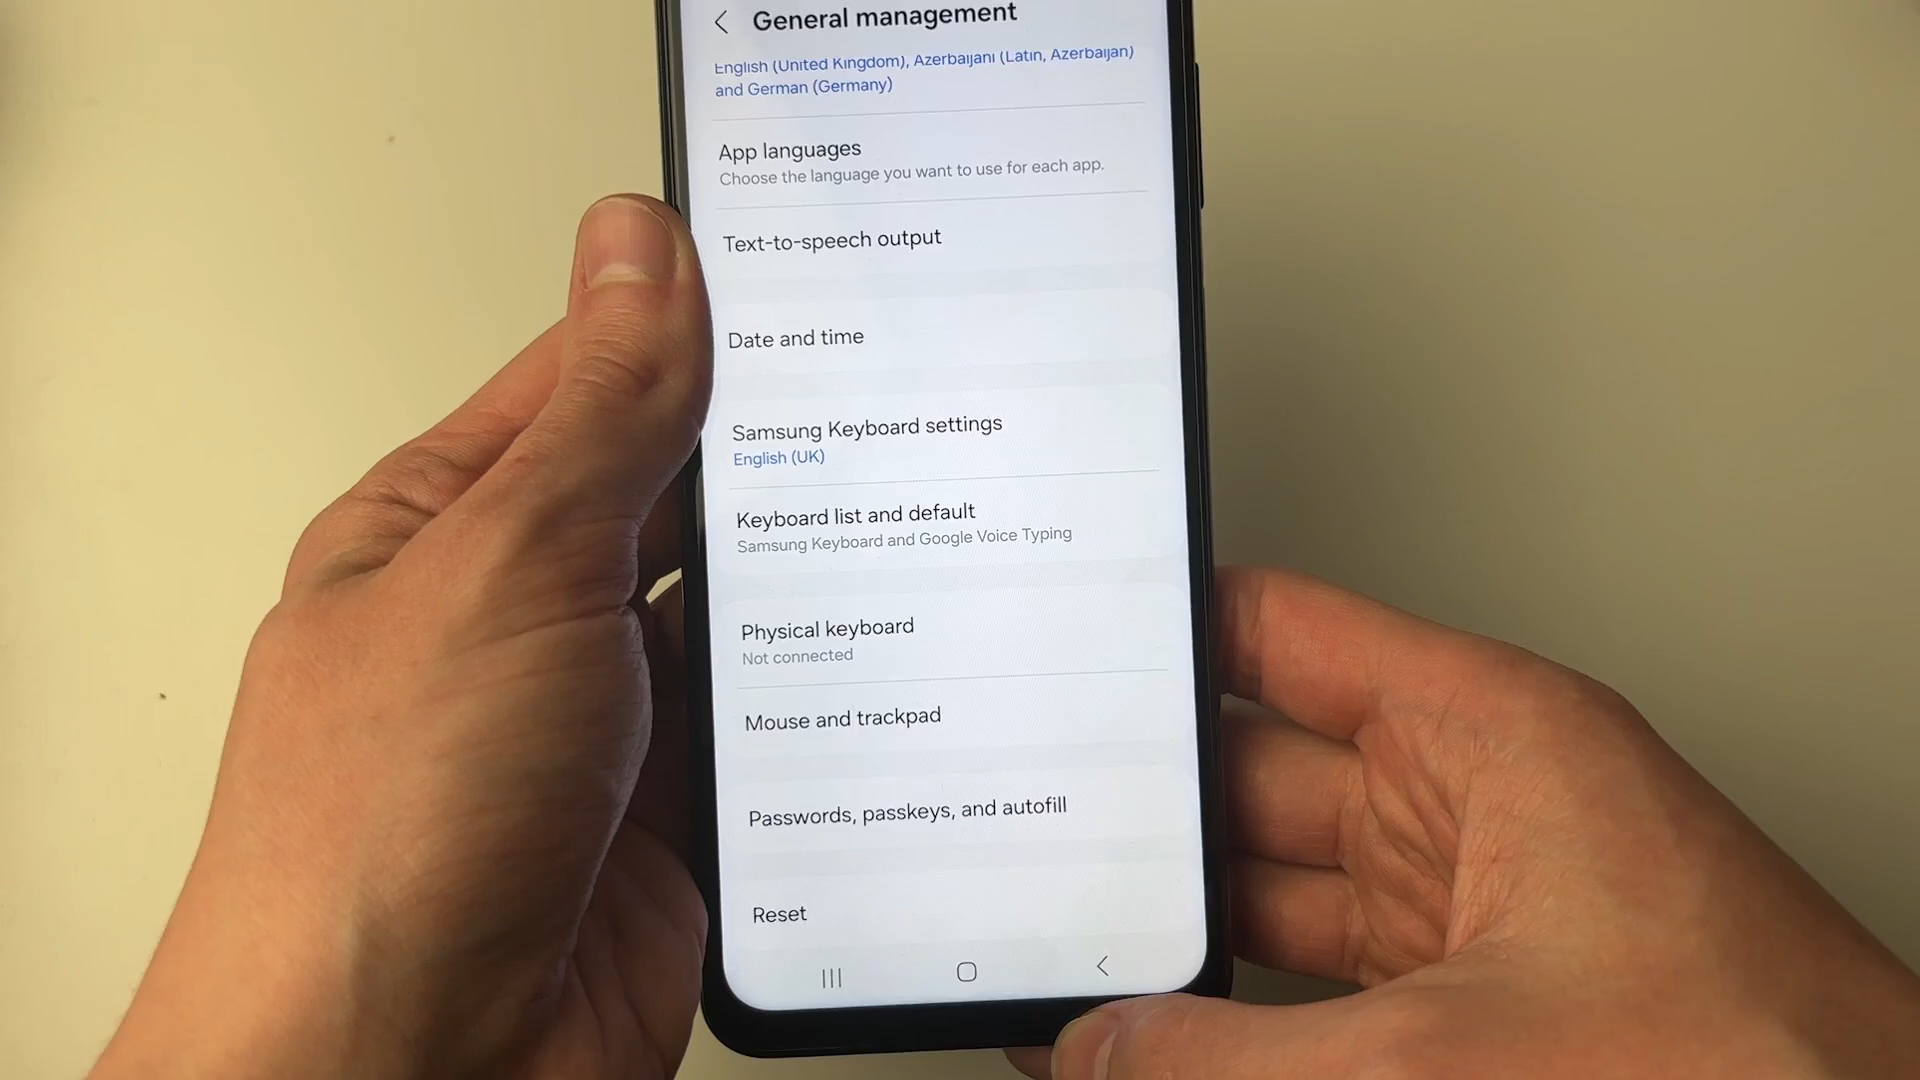 General management
English (United Kingdom), Azerbaijani (Latin, Azerbaijan)
and German (Germany)
App languages
Choose the language you want to use for each app.
Text-to-speech output
Date and time
Samsung Keyboard settings
English (UK)
Keyboard list and default
Samsung Keyboard and Google Voice Typing
Physical keyboard
Not connected
Mouse and trackpad
Passwords, passkeys, and autofill
Reset